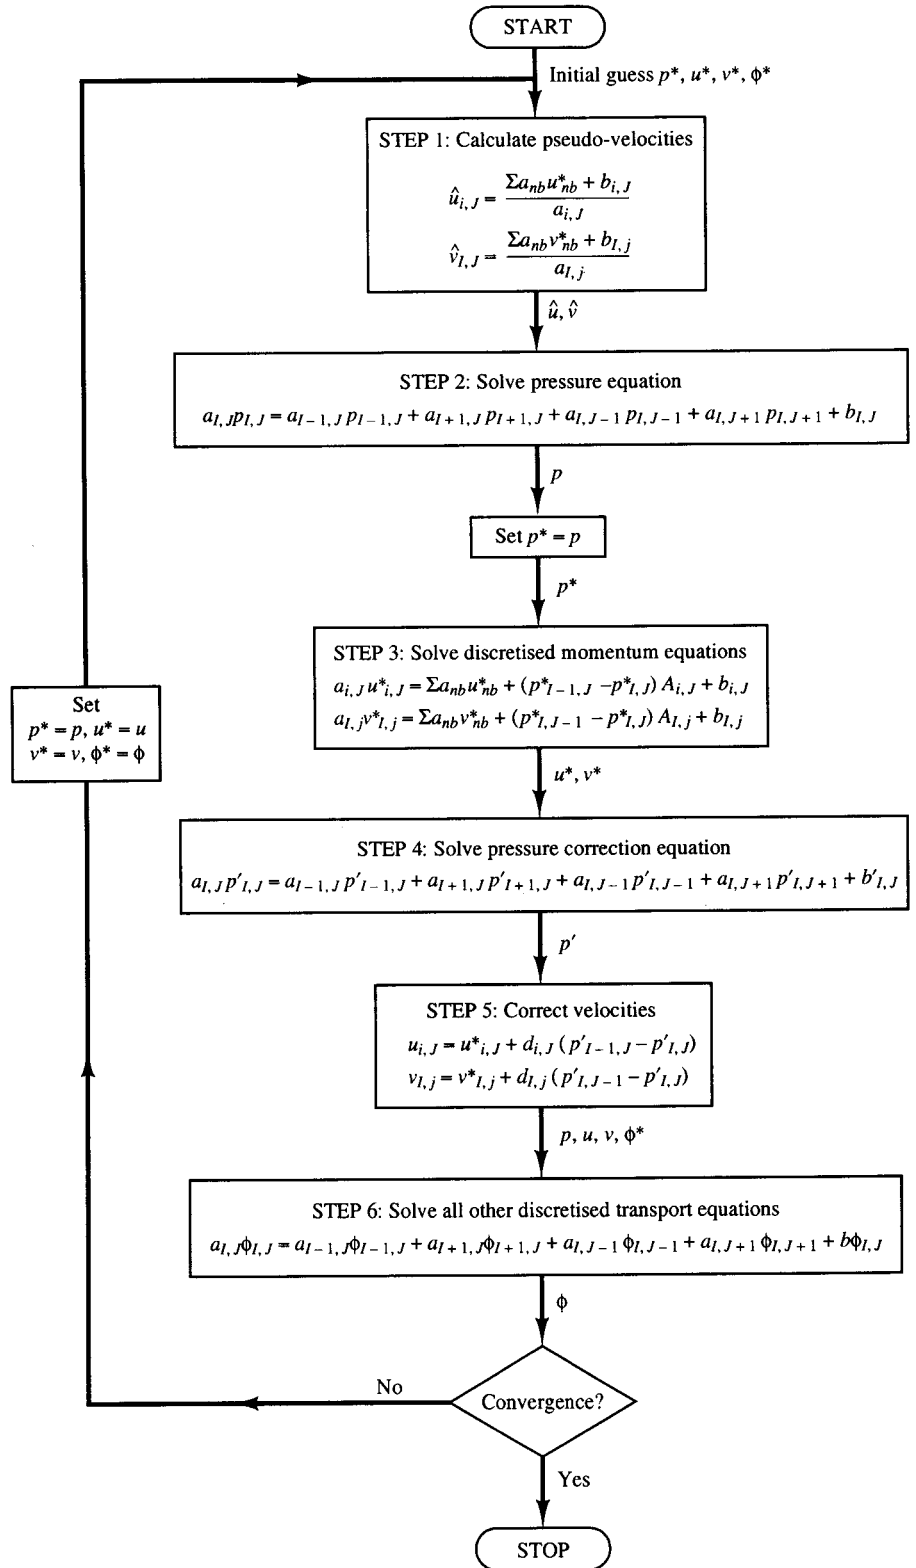 START
Initial guess p*, u*, v*, ϕ*
STEP 1: Calculate pseudo-velocities
û_{i, J} = (Σa_{nb}u*_{nb} + b_{i, J}) / a_{i, J}
v̂_{I, J} = (Σa_{nb}v*_{nb} + b_{I, j}) / a_{I, j}
û, v̂
STEP 2: Solve pressure equation
a_{I, J}p_{I, J} = a_{I – 1, J} p_{I – 1, J} + a_{I + 1, J} p_{I + 1, J} + a_{I, J – 1} p_{I, J – 1} + a_{I, J + 1} p_{I, J + 1} + b_{I, J}
p
Set p* = p
p*
STEP 3: Solve discretised momentum equations
a_{i, J} u*_{i, J} = Σa_{nb}u*_{nb} + (p*_{I – 1, J} – p*_{I, J}) A_{i, J} + b_{i, J}
a_{I, j}v*_{I, j} = Σa_{nb}v*_{nb} + (p*_{I, J – 1} – p*_{I, J}) A_{I, j} + b_{I, j}
Set
p* = p, u* = u
v* = v, ϕ* = ϕ
u*, v*
STEP 4: Solve pressure correction equation
a_{I, J} p′_{I, J} = a_{I – 1, J} p′_{I – 1, J} + a_{I + 1, J} p′_{I + 1, J} + a_{I, J – 1} p′_{I, J – 1} + a_{I, J + 1} p′_{I, J + 1} + b′_{I, J}
p′
STEP 5: Correct velocities
u_{i, J} = u*_{i, J} + d_{i, J} (p′_{I – 1, J} – p′_{I, J})
v_{I, j} = v*_{I, j} + d_{I, j} (p′_{I, J – 1} – p′_{I, J})
p, u, v, ϕ*
STEP 6: Solve all other discretised transport equations
a_{I, J}ϕ_{I, J} = a_{I – 1, J}ϕ_{I – 1, J} + a_{I + 1, J}ϕ_{I + 1, J} + a_{I, J – 1} ϕ_{I, J – 1} + a_{I, J + 1} ϕ_{I, J + 1} + bϕ_{I, J}
ϕ
No
Convergence?
Yes
STOP